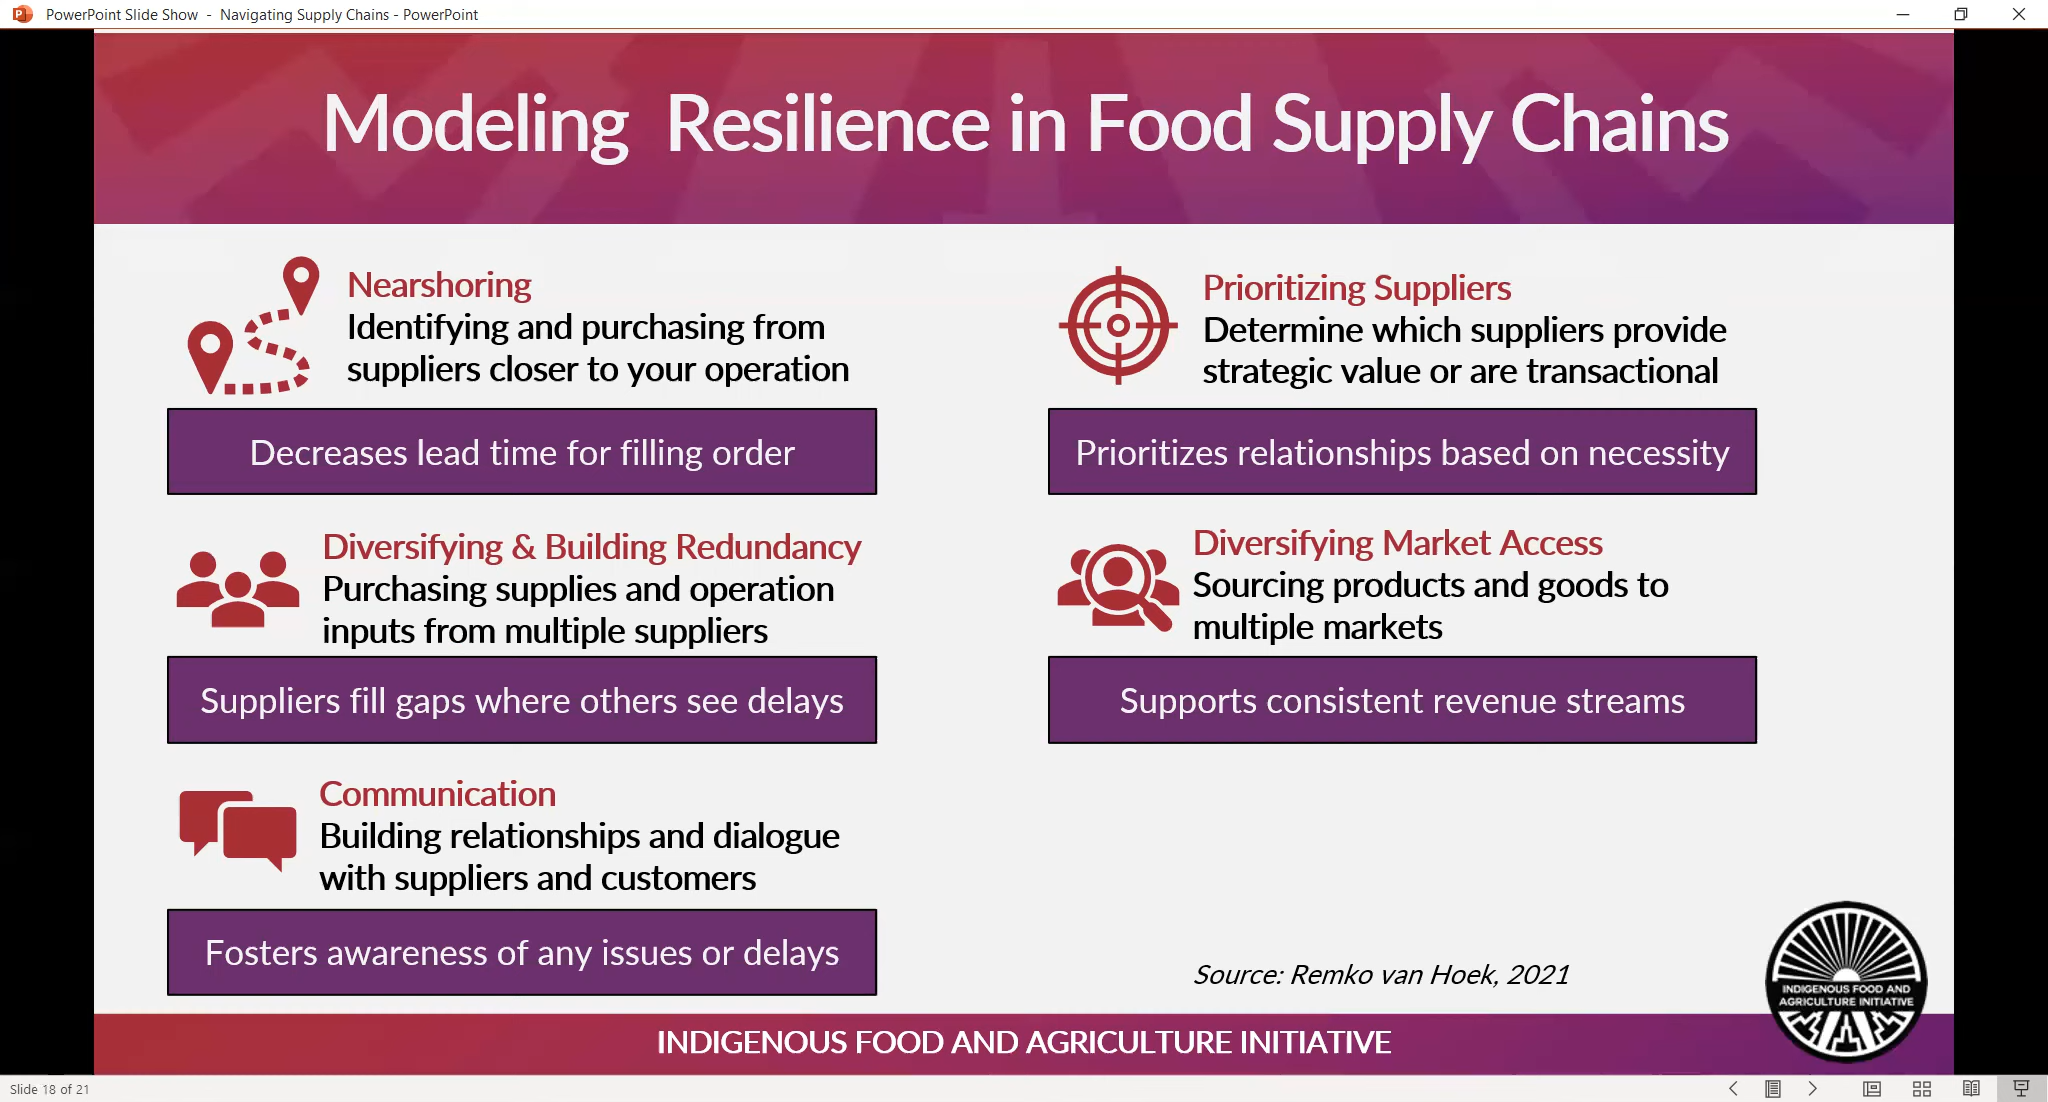 PowerPoint Slide Show - Navigating Supply Chains - PowerPoint
Modeling Resilience in Food Supply Chains
Nearshoring
Identifying and purchasing from
suppliers closer to your operation
Decreases lead time for filling order
Diversifying & Building Redundancy
Purchasing supplies and operation
inputs from multiple suppliers
Suppliers fill gaps where others see delays
Communication
Building relationships and dialogue
with suppliers and customers
Fosters awareness of any issues or delays
Prioritizing Suppliers
Determine which suppliers provide
strategic value or are transactional
Prioritizes relationships based on necessity
Diversifying Market Access
Sourcing products and goods to
multiple markets
Supports consistent revenue streams
Source: Remko van Hoek, 2021
INDIGENOUS FOOD AND
AGRICULTURE INITIATIVE
INDIGENOUS FOOD AND AGRICULTURE INITIATIVE
Slide 18 of 21